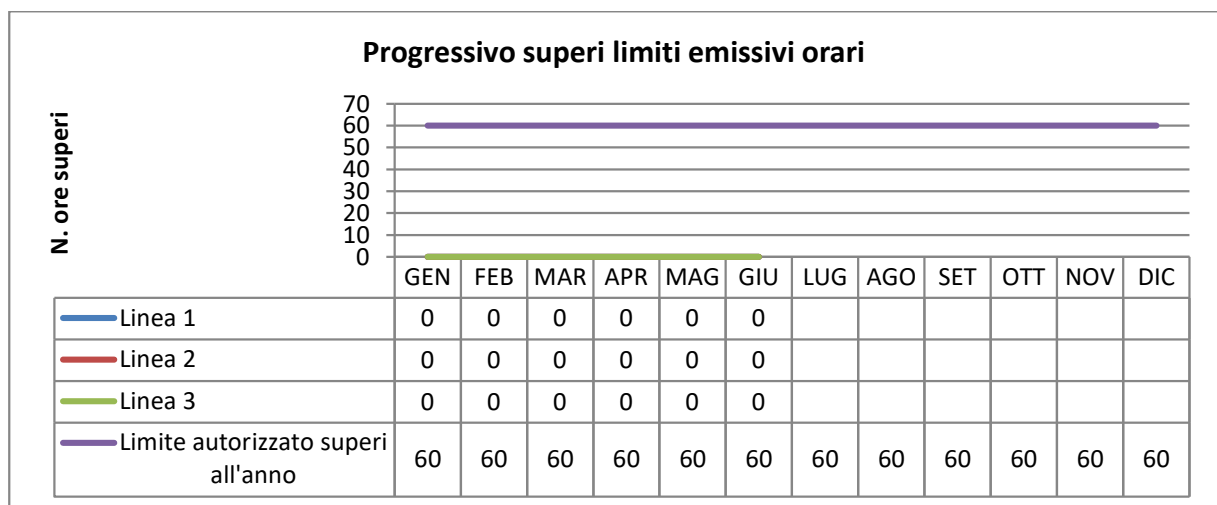 Progressivo superi limiti emissivi orari
N. ore superi
70
60
50
40
30
20
10
0
GEN FEB MAR APR MAG GIU LUG AGO SET OTT NOV DIC
Linea 1 0 0 0 0 0 0
Linea 2 0 0 0 0 0 0
Linea 3 0 0 0 0 0 0
Limite autorizzato superi
all'anno 60 60 60 60 60 60 60 60 60 60 60 60